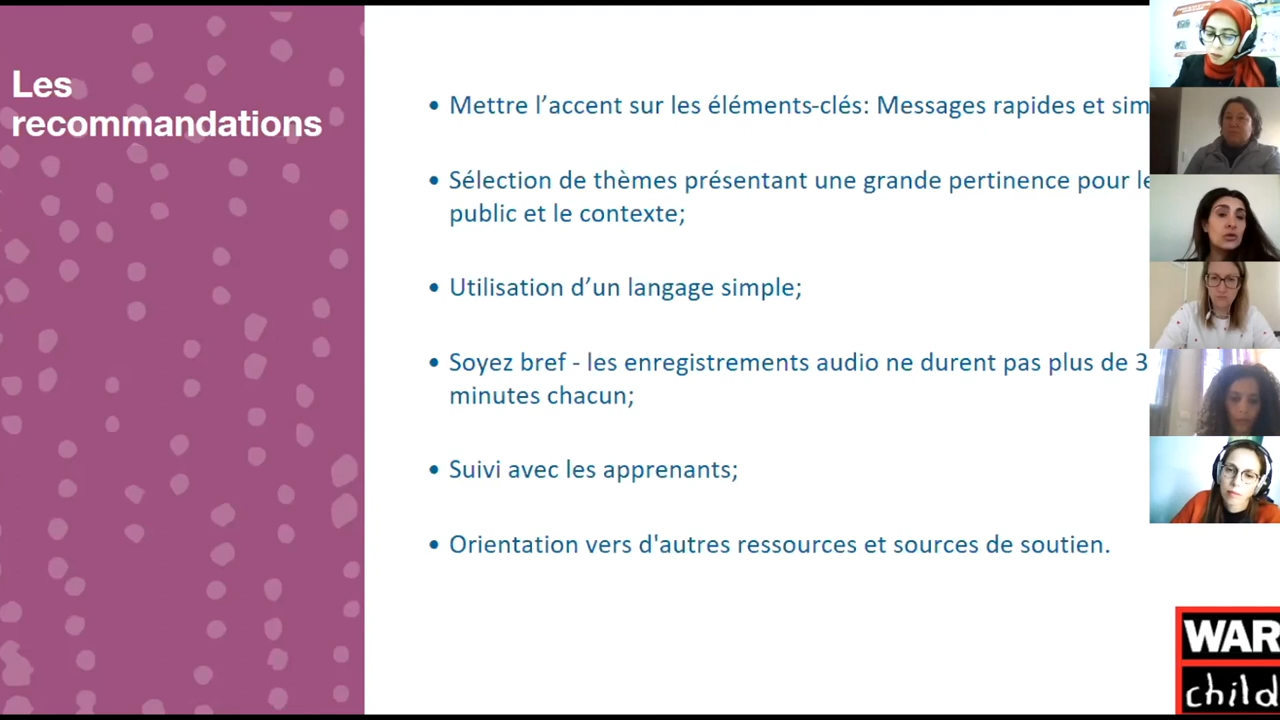 Les
recommandations
• Mettre l’accent sur les éléments-clés: Messages rapides et sim
• Sélection de thèmes présentant une grande pertinence pour le
public et le contexte;
• Utilisation d’un langage simple;
• Soyez bref - les enregistrements audio ne durent pas plus de 3
minutes chacun;
• Suivi avec les apprenants;
• Orientation vers d'autres ressources et sources de soutien.
WAR
child